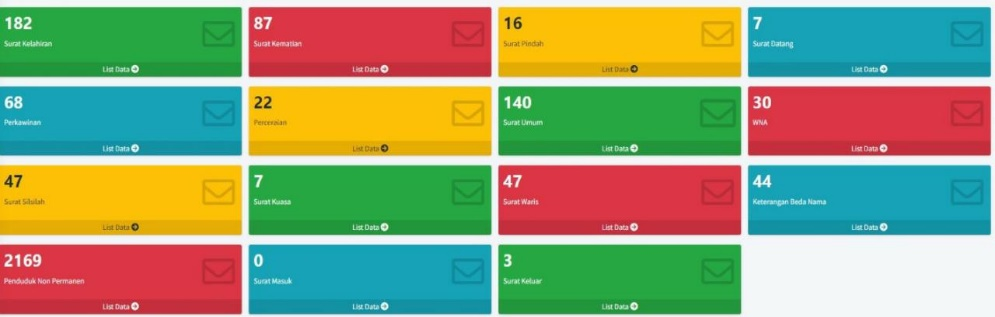 182
Surat Kelahiran
List Data
87
Surat Kematian
List Data
16
Surat Pindah
List Data
7
Surat Datang
List Data
68
Perkawinan
List Data
22
Perceraian
List Data
140
Surat Umum
List Data
30
WNA
List Data
47
Surat Silsilah
List Data
7
Surat Kuasa
List Data
47
Surat Waris
List Data
44
Keterangan Beda Nama
List Data
2169
Penduduk Non Permanen
List Data
0
Surat Masuk
List Data
3
Surat Keluar
List Data